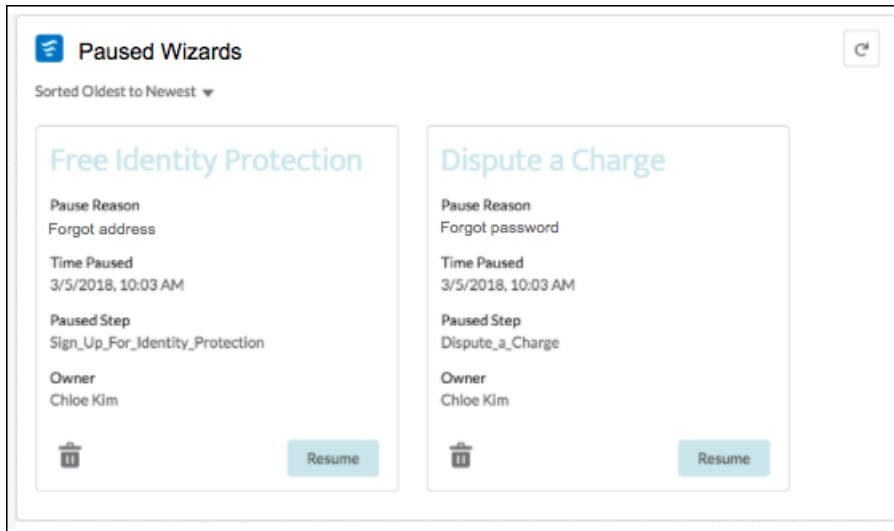 Paused Wizards
Sorted Oldest to Newest
Free Identity Protection
Pause Reason
Forgot address
Time Paused
3/5/2018, 10:03 AM
Paused Step
Sign_Up_For_Identity_Protection
Owner
Chloe Kim
Resume
Dispute a Charge
Pause Reason
Forgot password
Time Paused
3/5/2018, 10:03 AM
Paused Step
Dispute_a_Charge
Owner
Chloe Kim
Resume